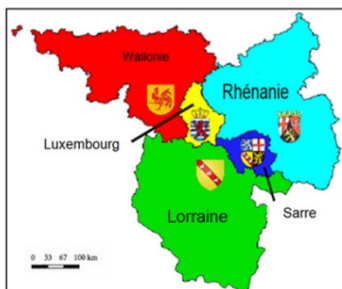 Wallonie
Rhénanie
Luxembourg
Lorraine
Sarre
0 33 67 100 km